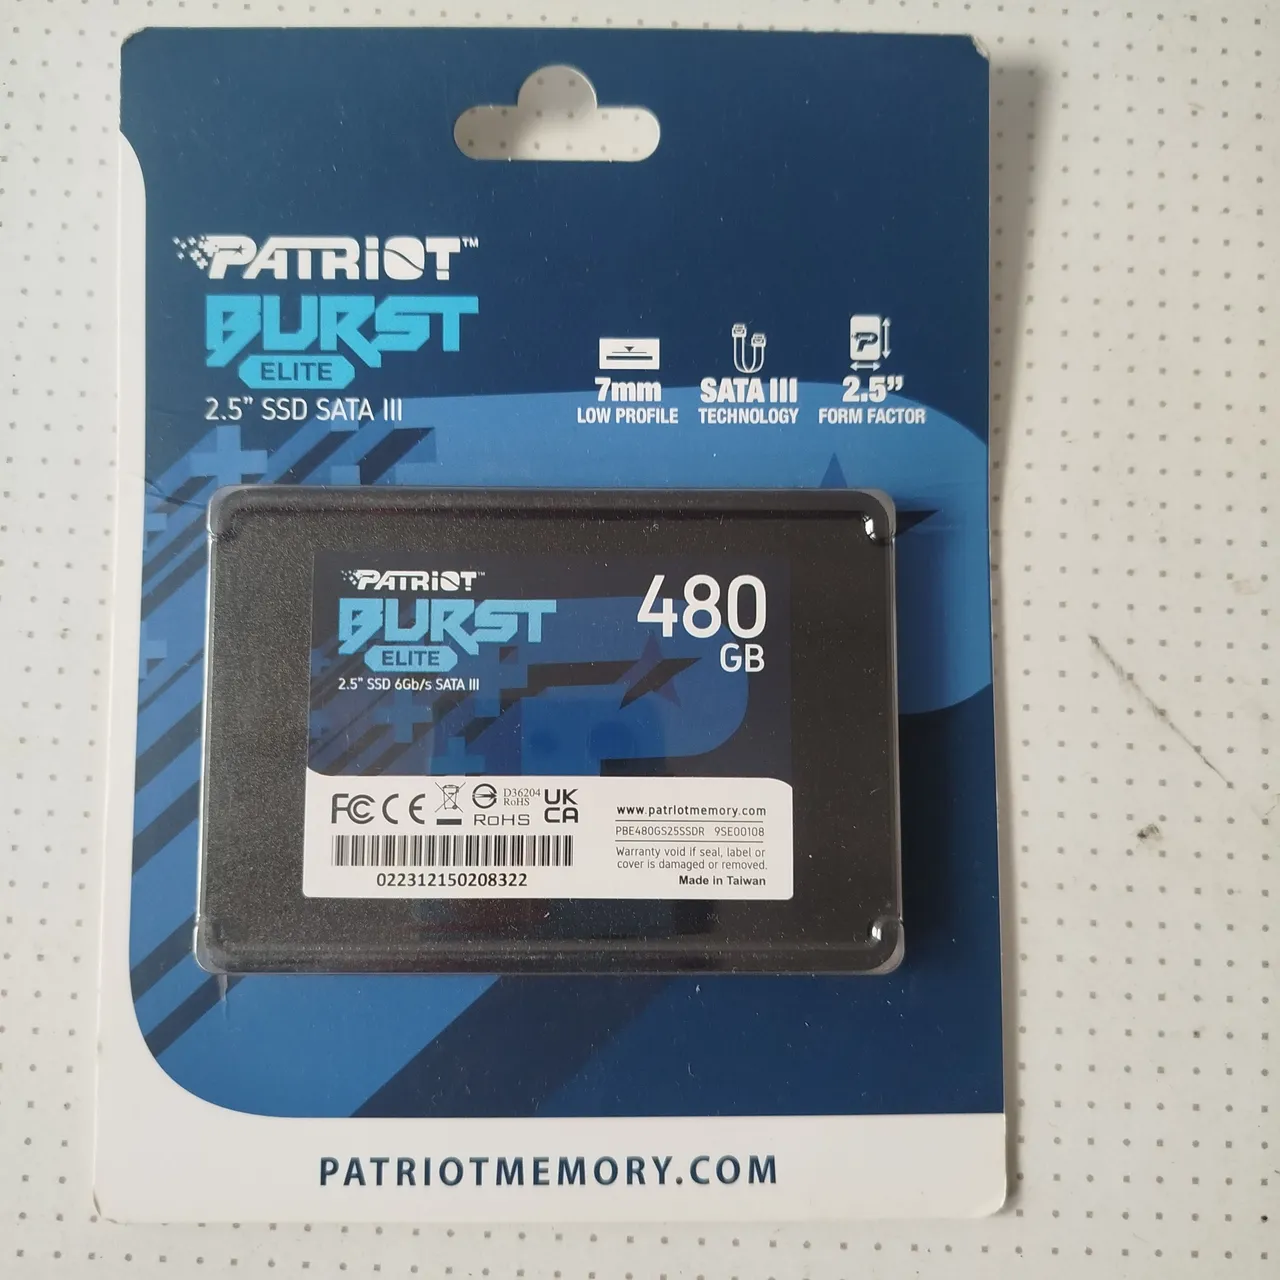 PATRIOT™
BURST
ELITE
2.5” SSD SATA III
7mm
LOW PROFILE
SATA III
TECHNOLOGY
2.5”
FORM FACTOR
PATRIOT™
BURST
ELITE
2.5” SSD 6Gb/s SATA III
480
GB
FC CE D36204 RoHS RoHS UKCA
022312150208322
www.patriotmemory.com
PBE480GS25SSDR 9SE00108
Warranty void if seal, label or
cover is damaged or removed.
Made in Taiwan
PATRIOTMEMORY.COM